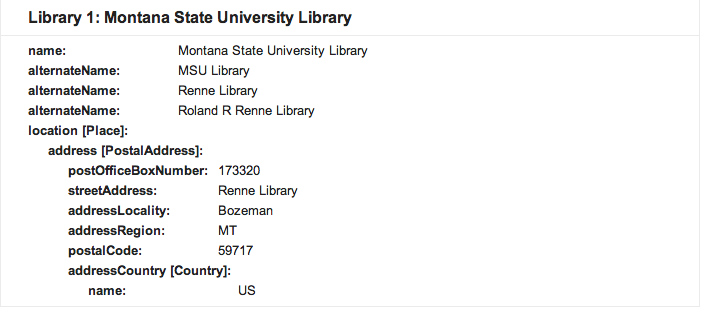 Library 1: Montana State University Library
name: Montana State University Library
alternateName: MSU Library
alternateName: Renne Library
alternateName: Roland R Renne Library
location [Place]:
address [PostalAddress]:
postOfficeBoxNumber: 173320
streetAddress: Renne Library
addressLocality: Bozeman
addressRegion: MT
postalCode: 59717
addressCountry [Country]:
name: US